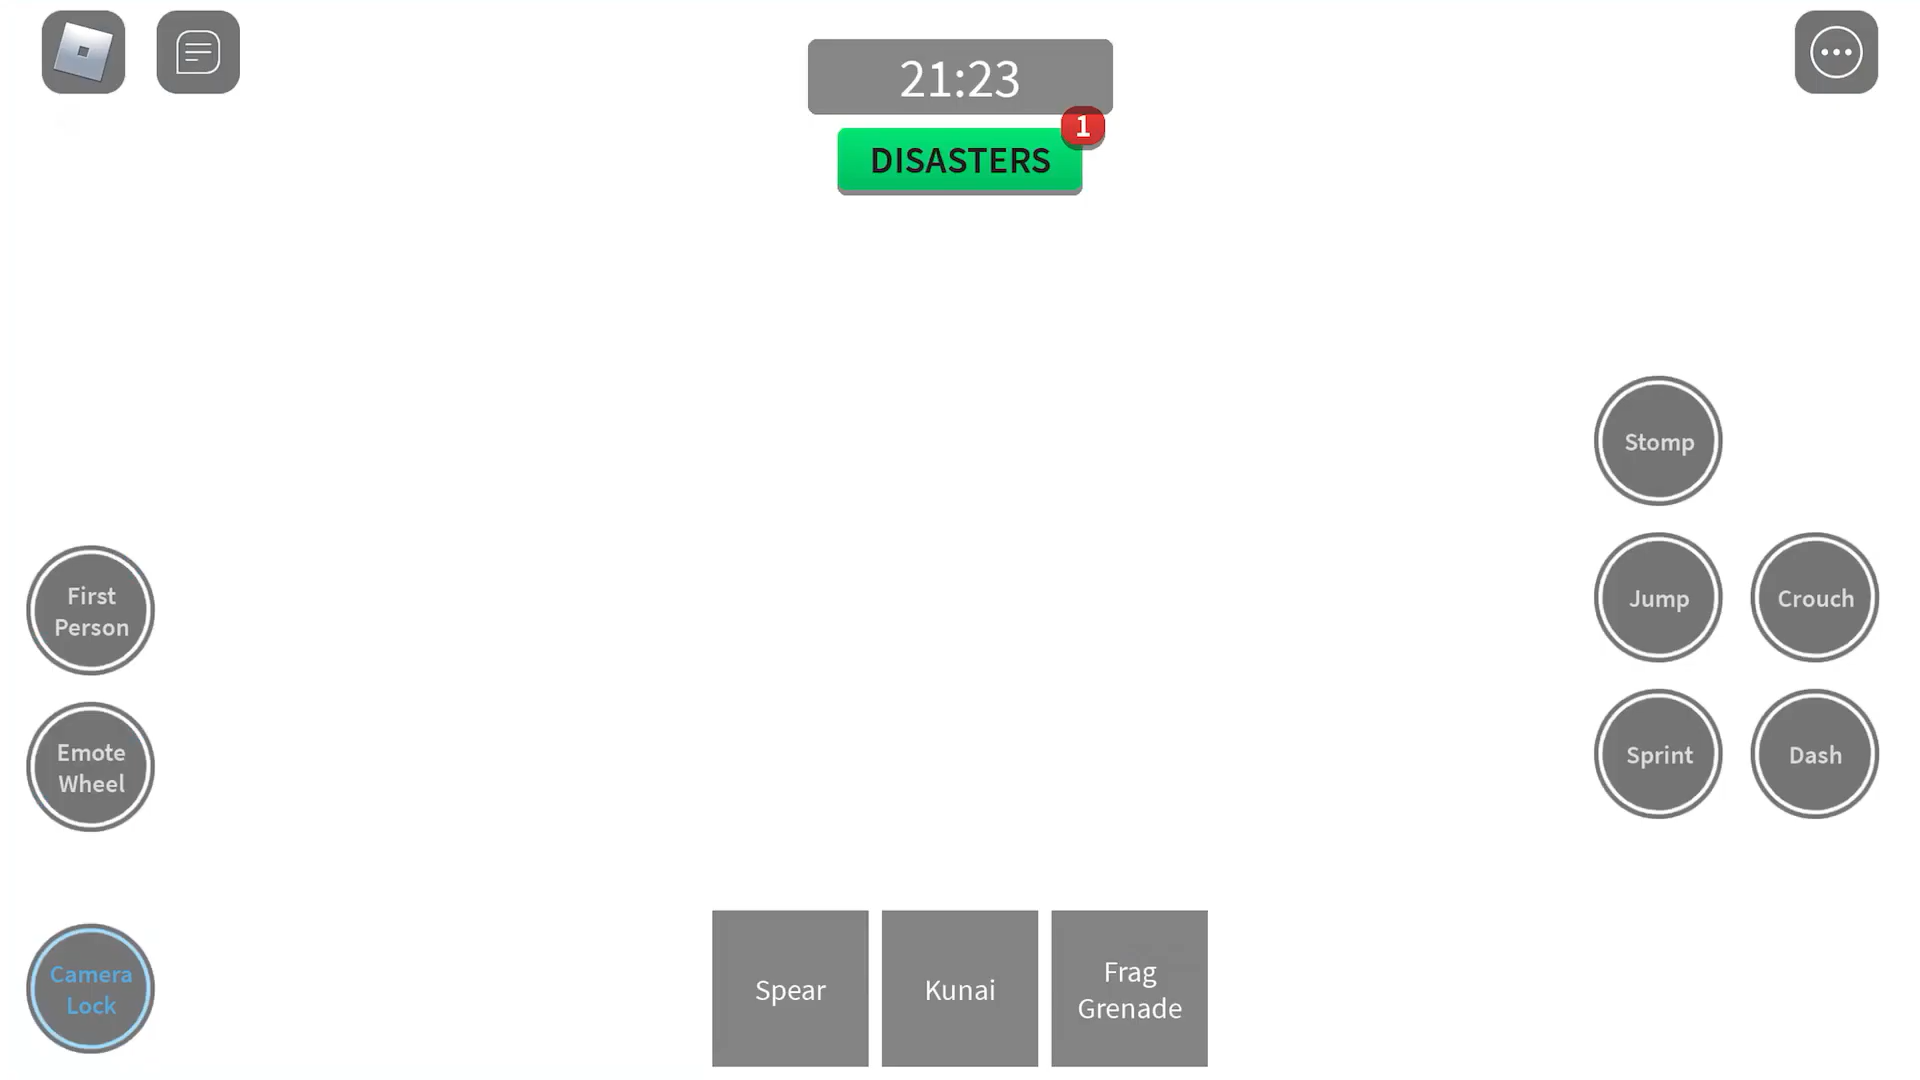 21:23
1
DISASTERS
Stomp
First
Person
Jump
Crouch
Emote
Wheel
Sprint
Dash
Camera
Lock
Spear
Kunai
Frag
Grenade